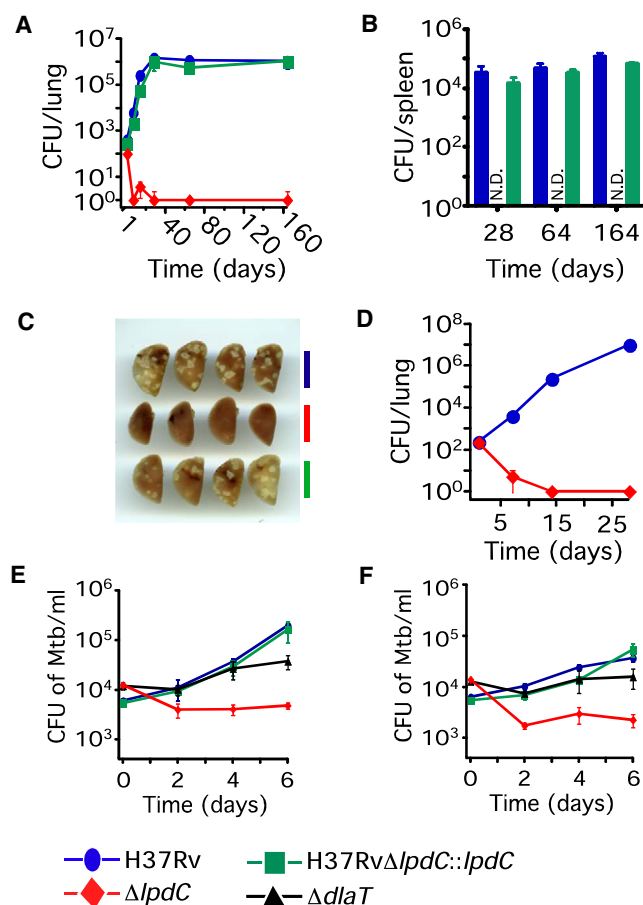 A
CFU/lung
10^7
10^5
10^3
10^1
10^0
1
40
80
120
160
Time (days)
B
CFU/spleen
10^6
10^4
10^2
10^0
N.D.
N.D.
N.D.
28
64
164
Time (days)
C
D
CFU/lung
10^8
10^6
10^4
10^2
10^0
5
15
25
Time (days)
E
CFU of Mtb/ml
10^6
10^5
10^4
10^3
0
2
4
6
Time (days)
F
CFU of Mtb/ml
10^6
10^5
10^4
10^3
0
2
4
6
Time (days)
H37Rv
H37RvΔlpdC::lpdC
ΔlpdC
ΔdlaT